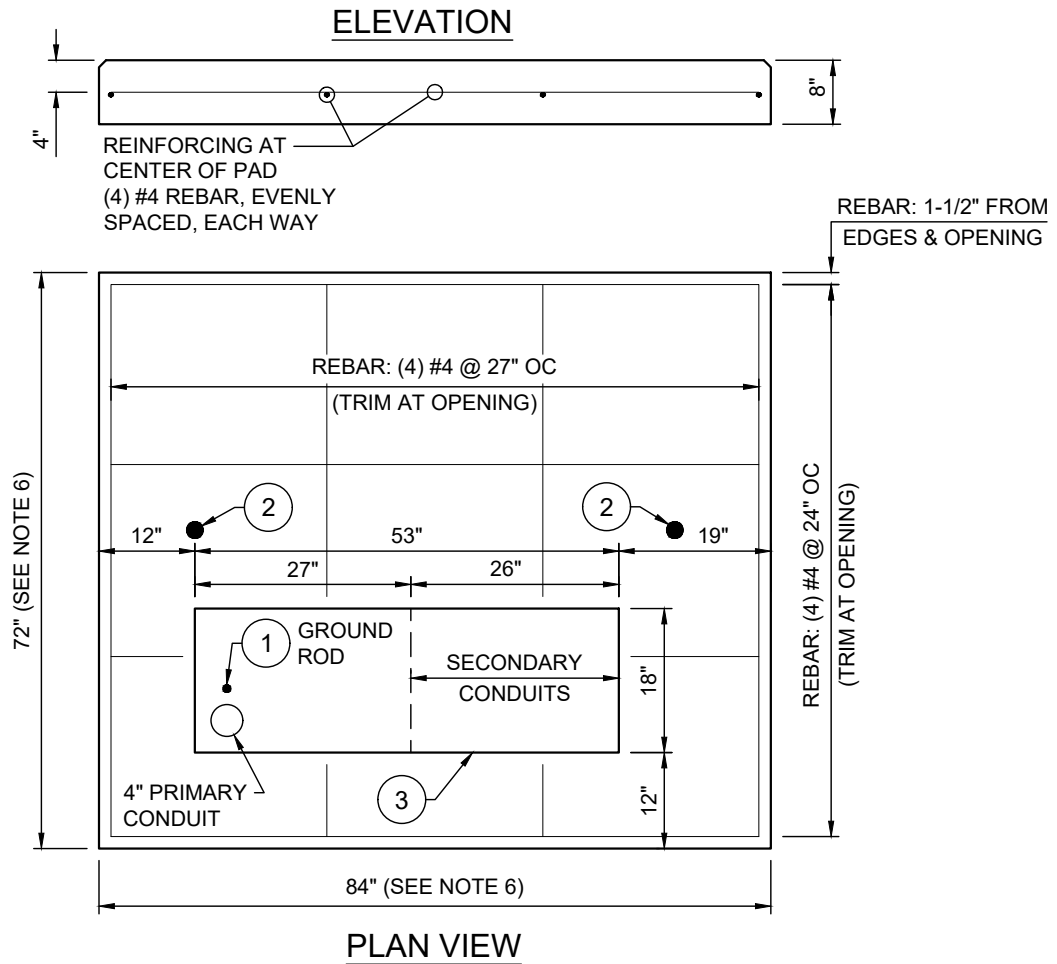 ELEVATION
4"
8"
REINFORCING AT
CENTER OF PAD
(4) #4 REBAR, EVENLY
SPACED, EACH WAY
REBAR: 1-1/2" FROM
EDGES & OPENING
REBAR: (4) #4 @ 27" OC
(TRIM AT OPENING)
72" (SEE NOTE 6)
REBAR: (4) #4 @ 24" OC
(TRIM AT OPENING)
2
2
12"
53"
19"
27"
26"
1
GROUND
ROD
SECONDARY
CONDUITS
18"
4" PRIMARY
CONDUIT
3
12"
84" (SEE NOTE 6)
PLAN VIEW